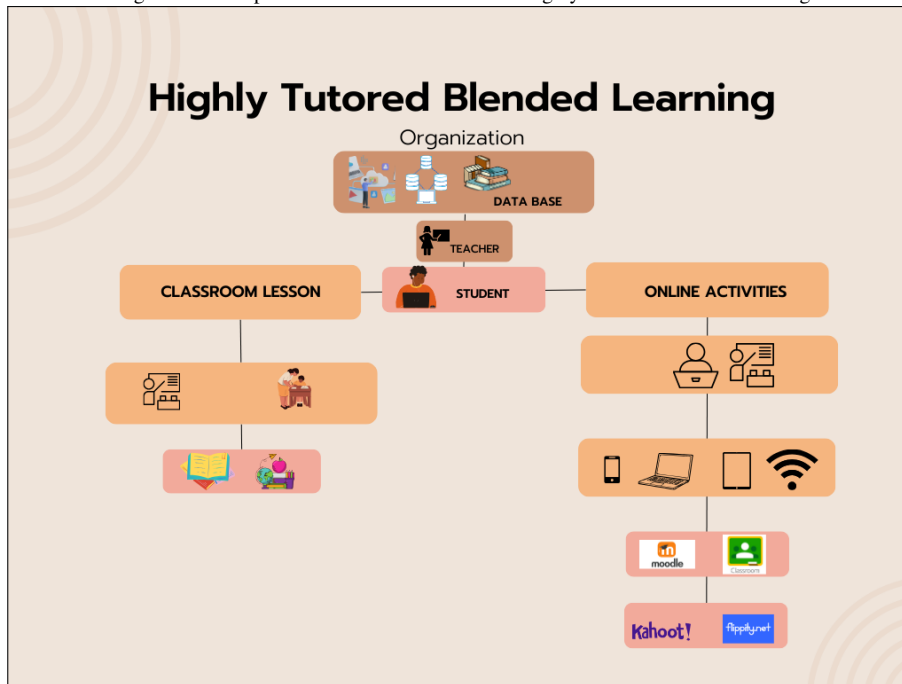 Highly Tutored Blended Learning
Organization
DATA BASE
TEACHER
CLASSROOM LESSON
STUDENT
ONLINE ACTIVITIES
moodle
Classroom
Kahoot!
flippity.net